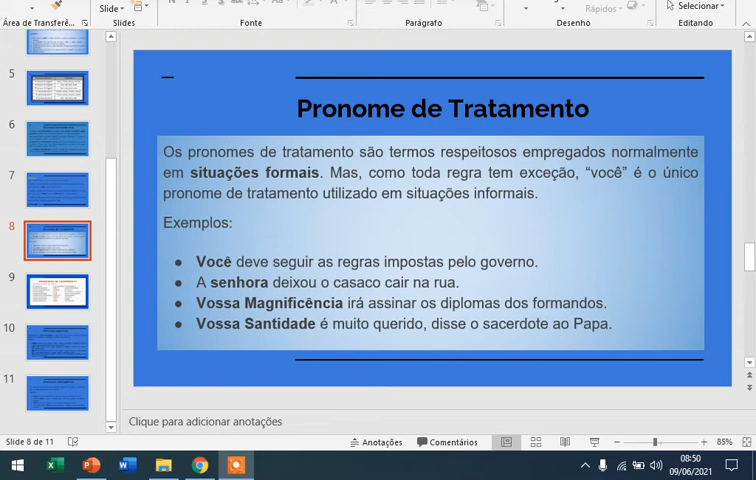 Área de Transferê...
Slide
Slides
Fonte
Parágrafo
Rápidos
Desenho
Selecionar
Editando
5
6
7
8
9
10
11
Pronome de Tratamento
Os pronomes de tratamento são termos respeitosos empregados normalmente
em situações formais. Mas, como toda regra tem exceção, “você” é o único
pronome de tratamento utilizado em situações informais.
Exemplos:
● Você deve seguir as regras impostas pelo governo.
● A senhora deixou o casaco cair na rua.
● Vossa Magnificência irá assinar os diplomas dos formandos.
● Vossa Santidade é muito querido, disse o sacerdote ao Papa.
Clique para adicionar anotações
Slide 8 de 11
Anotações
Comentários
85%
08:50
09/06/2021